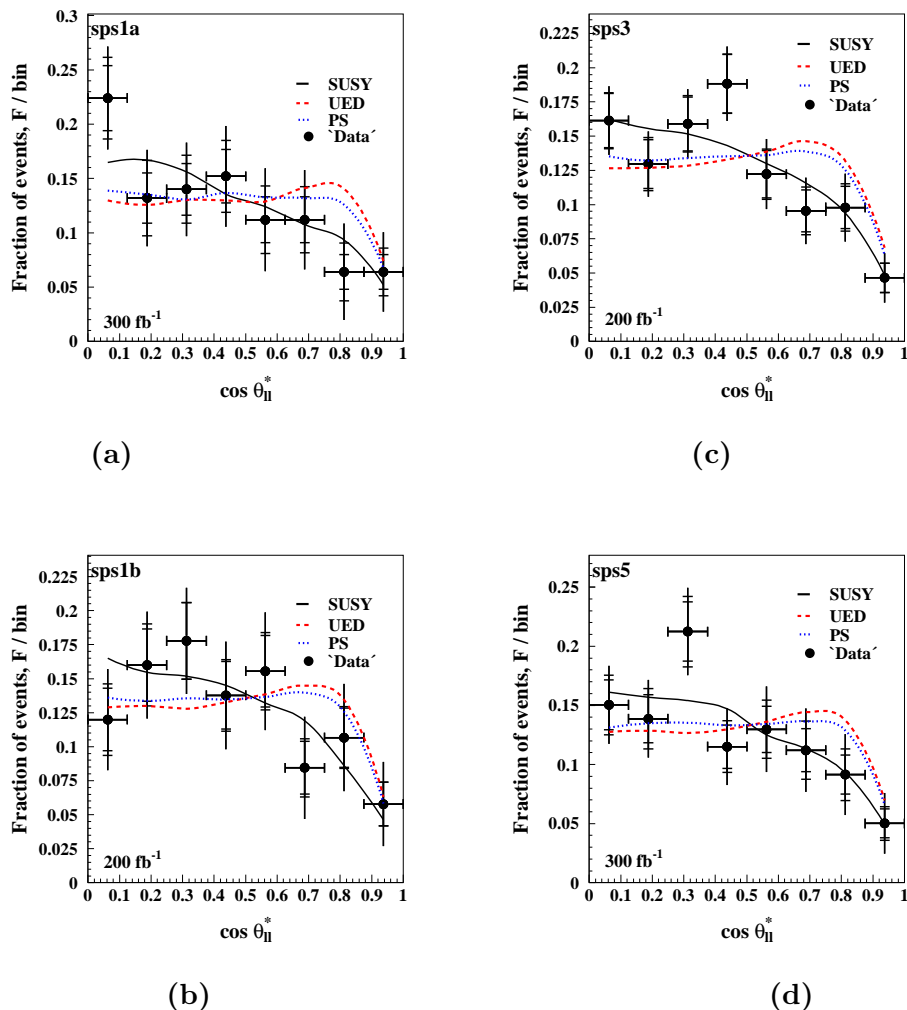 sps1a
Fraction of events, F / bin
0.3
0.25
0.2
0.15
0.1
0.05
0
SUSY
UED
PS
`Data´
300 fb⁻¹
0 0.1 0.2 0.3 0.4 0.5 0.6 0.7 0.8 0.9 1
cos θ*ll
(a)
sps3
Fraction of events, F / bin
0.225
0.2
0.175
0.15
0.125
0.1
0.075
0.05
0.025
0
SUSY
UED
PS
`Data´
200 fb⁻¹
0 0.1 0.2 0.3 0.4 0.5 0.6 0.7 0.8 0.9 1
cos θ*ll
(c)
sps1b
Fraction of events, F / bin
0.225
0.2
0.175
0.15
0.125
0.1
0.075
0.05
0.025
0
SUSY
UED
PS
`Data´
200 fb⁻¹
0 0.1 0.2 0.3 0.4 0.5 0.6 0.7 0.8 0.9 1
cos θ*ll
(b)
sps5
Fraction of events, F / bin
0.25
0.2
0.15
0.1
0.05
0
SUSY
UED
PS
`Data´
300 fb⁻¹
0 0.1 0.2 0.3 0.4 0.5 0.6 0.7 0.8 0.9 1
cos θ*ll
(d)